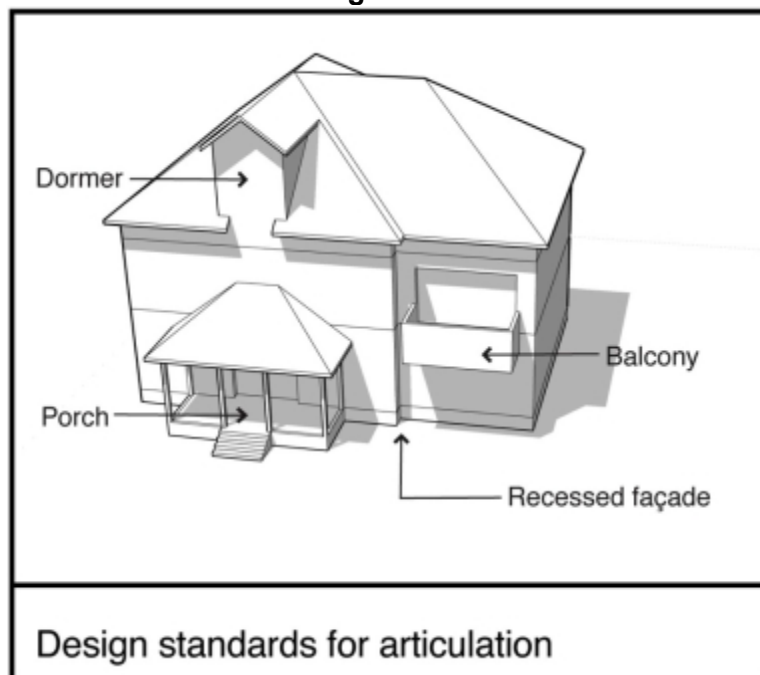 Dormer
Balcony
Porch
Recessed façade
Design standards for articulation